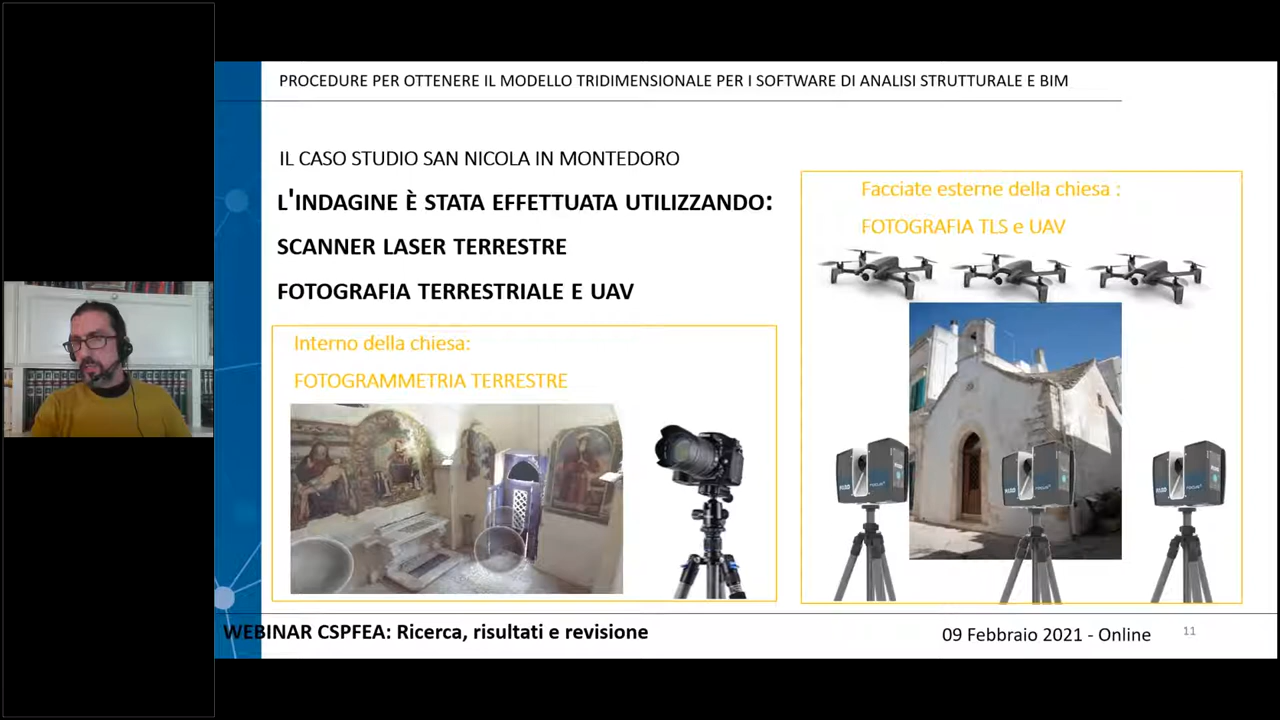 PROCEDURE PER OTTENERE IL MODELLO TRIDIMENSIONALE PER I SOFTWARE DI ANALISI STRUTTURALE E BIM
IL CASO STUDIO SAN NICOLA IN MONTEDORO
L'INDAGINE È STATA EFFETTUATA UTILIZZANDO:
SCANNER LASER TERRESTRE
FOTOGRAFIA TERRESTRIALE E UAV
Interno della chiesa:
FOTOGRAMMETRIA TERRESTRE
Facciate esterne della chiesa :
FOTOGRAFIA TLS e UAV
WEBINAR CSPFEA: Ricerca, risultati e revisione
09 Febbraio 2021 - Online
11